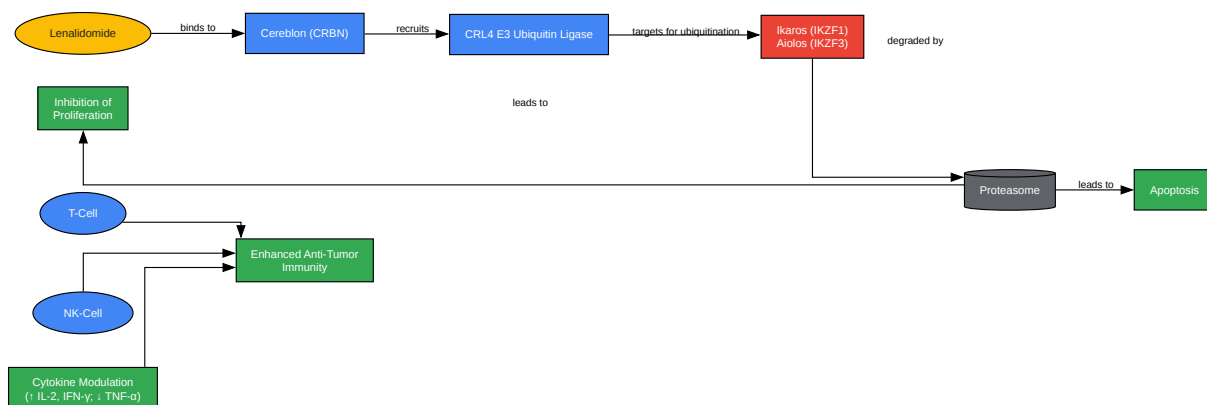 Lenalidomide
binds to
Cereblon (CRBN)
recruits
CRL4 E3 Ubiquitin Ligase
targets for ubiquitination
Ikaros (IKZF1)
Aiolos (IKZF3)
degraded by
Inhibition of
Proliferation
leads to
Proteasome
leads to
Apoptosis
T-Cell
Enhanced Anti-Tumor
Immunity
NK-Cell
Cytokine Modulation
(↑ IL-2, IFN-γ; ↓ TNF-α)